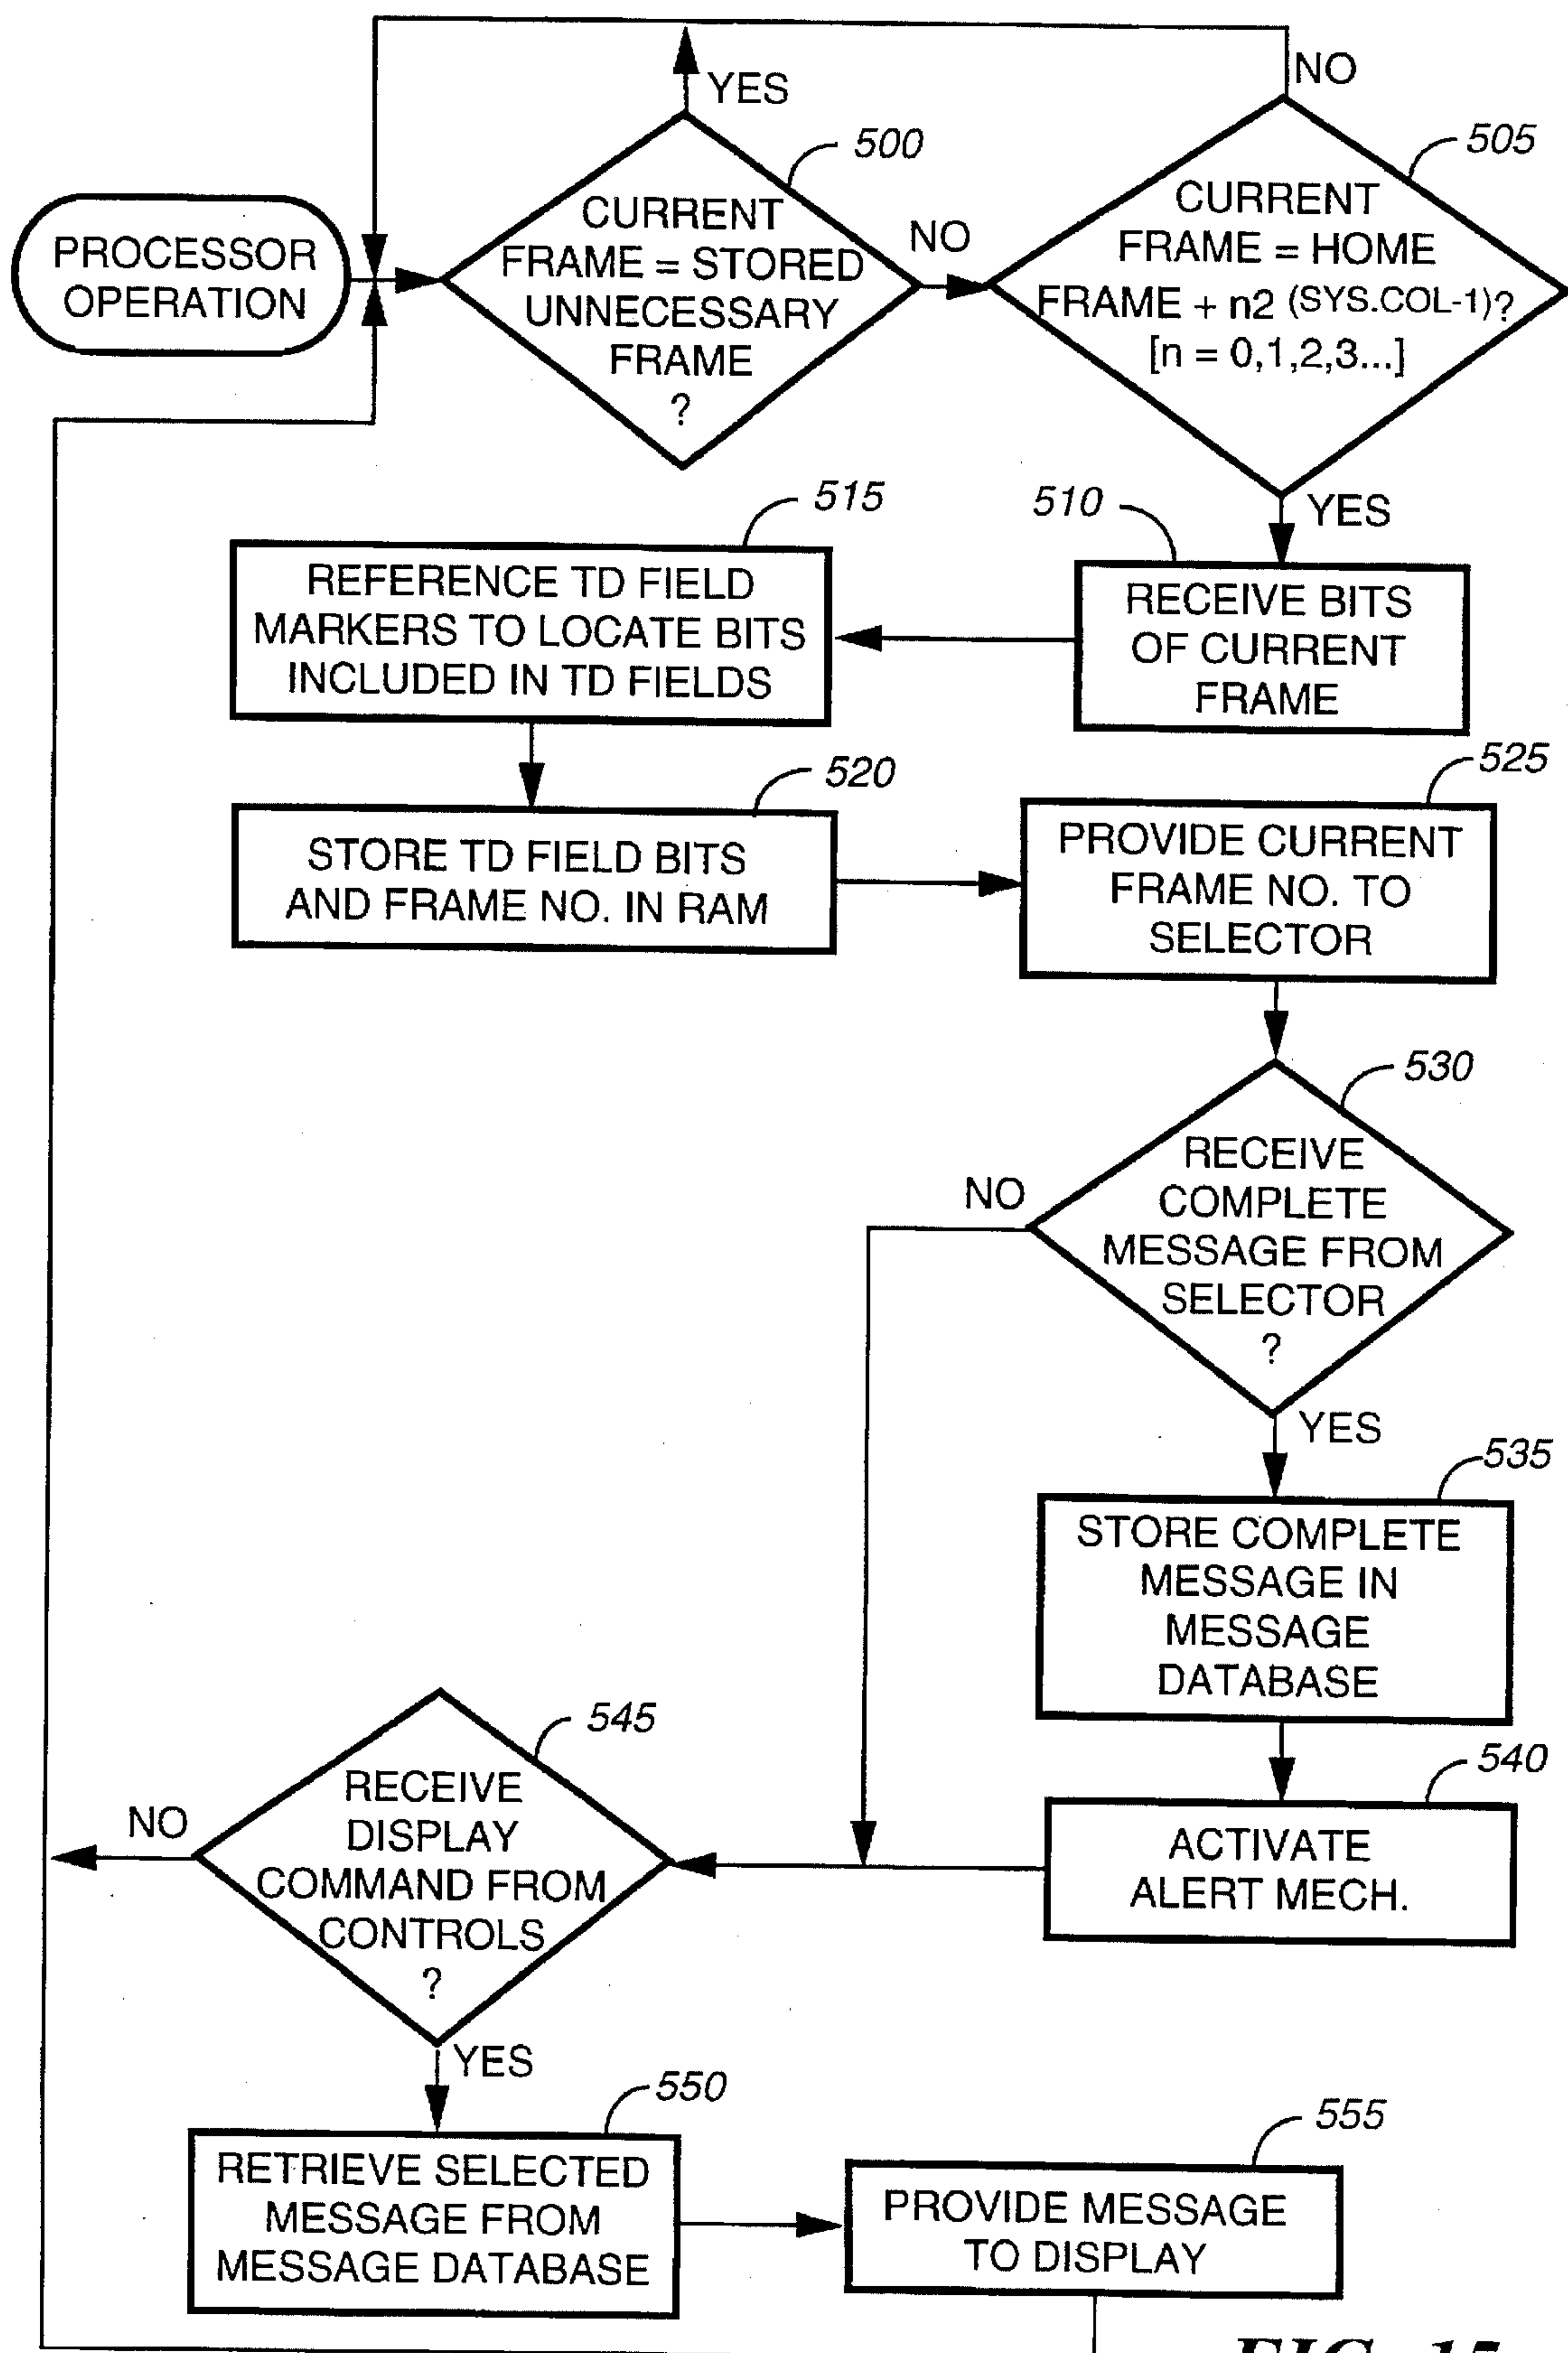 NO
YES
500
505
PROCESSOR
OPERATION
CURRENT
FRAME = STORED
UNNECESSARY
FRAME
?
NO
CURRENT
FRAME = HOME
FRAME + n2 (SYS.COL-1)?
[n = 0,1,2,3...]
YES
510
515
REFERENCE TD FIELD
MARKERS TO LOCATE BITS
INCLUDED IN TD FIELDS
RECEIVE BITS
OF CURRENT
FRAME
520
525
STORE TD FIELD BITS
AND FRAME NO. IN RAM
PROVIDE CURRENT
FRAME NO. TO
SELECTOR
530
NO
RECEIVE
COMPLETE
MESSAGE FROM
SELECTOR
?
YES
535
STORE COMPLETE
MESSAGE IN
MESSAGE
DATABASE
540
545
NO
RECEIVE
DISPLAY
COMMAND FROM
CONTROLS
?
ACTIVATE
ALERT MECH.
YES
550
555
RETRIEVE SELECTED
MESSAGE FROM
MESSAGE DATABASE
PROVIDE MESSAGE
TO DISPLAY